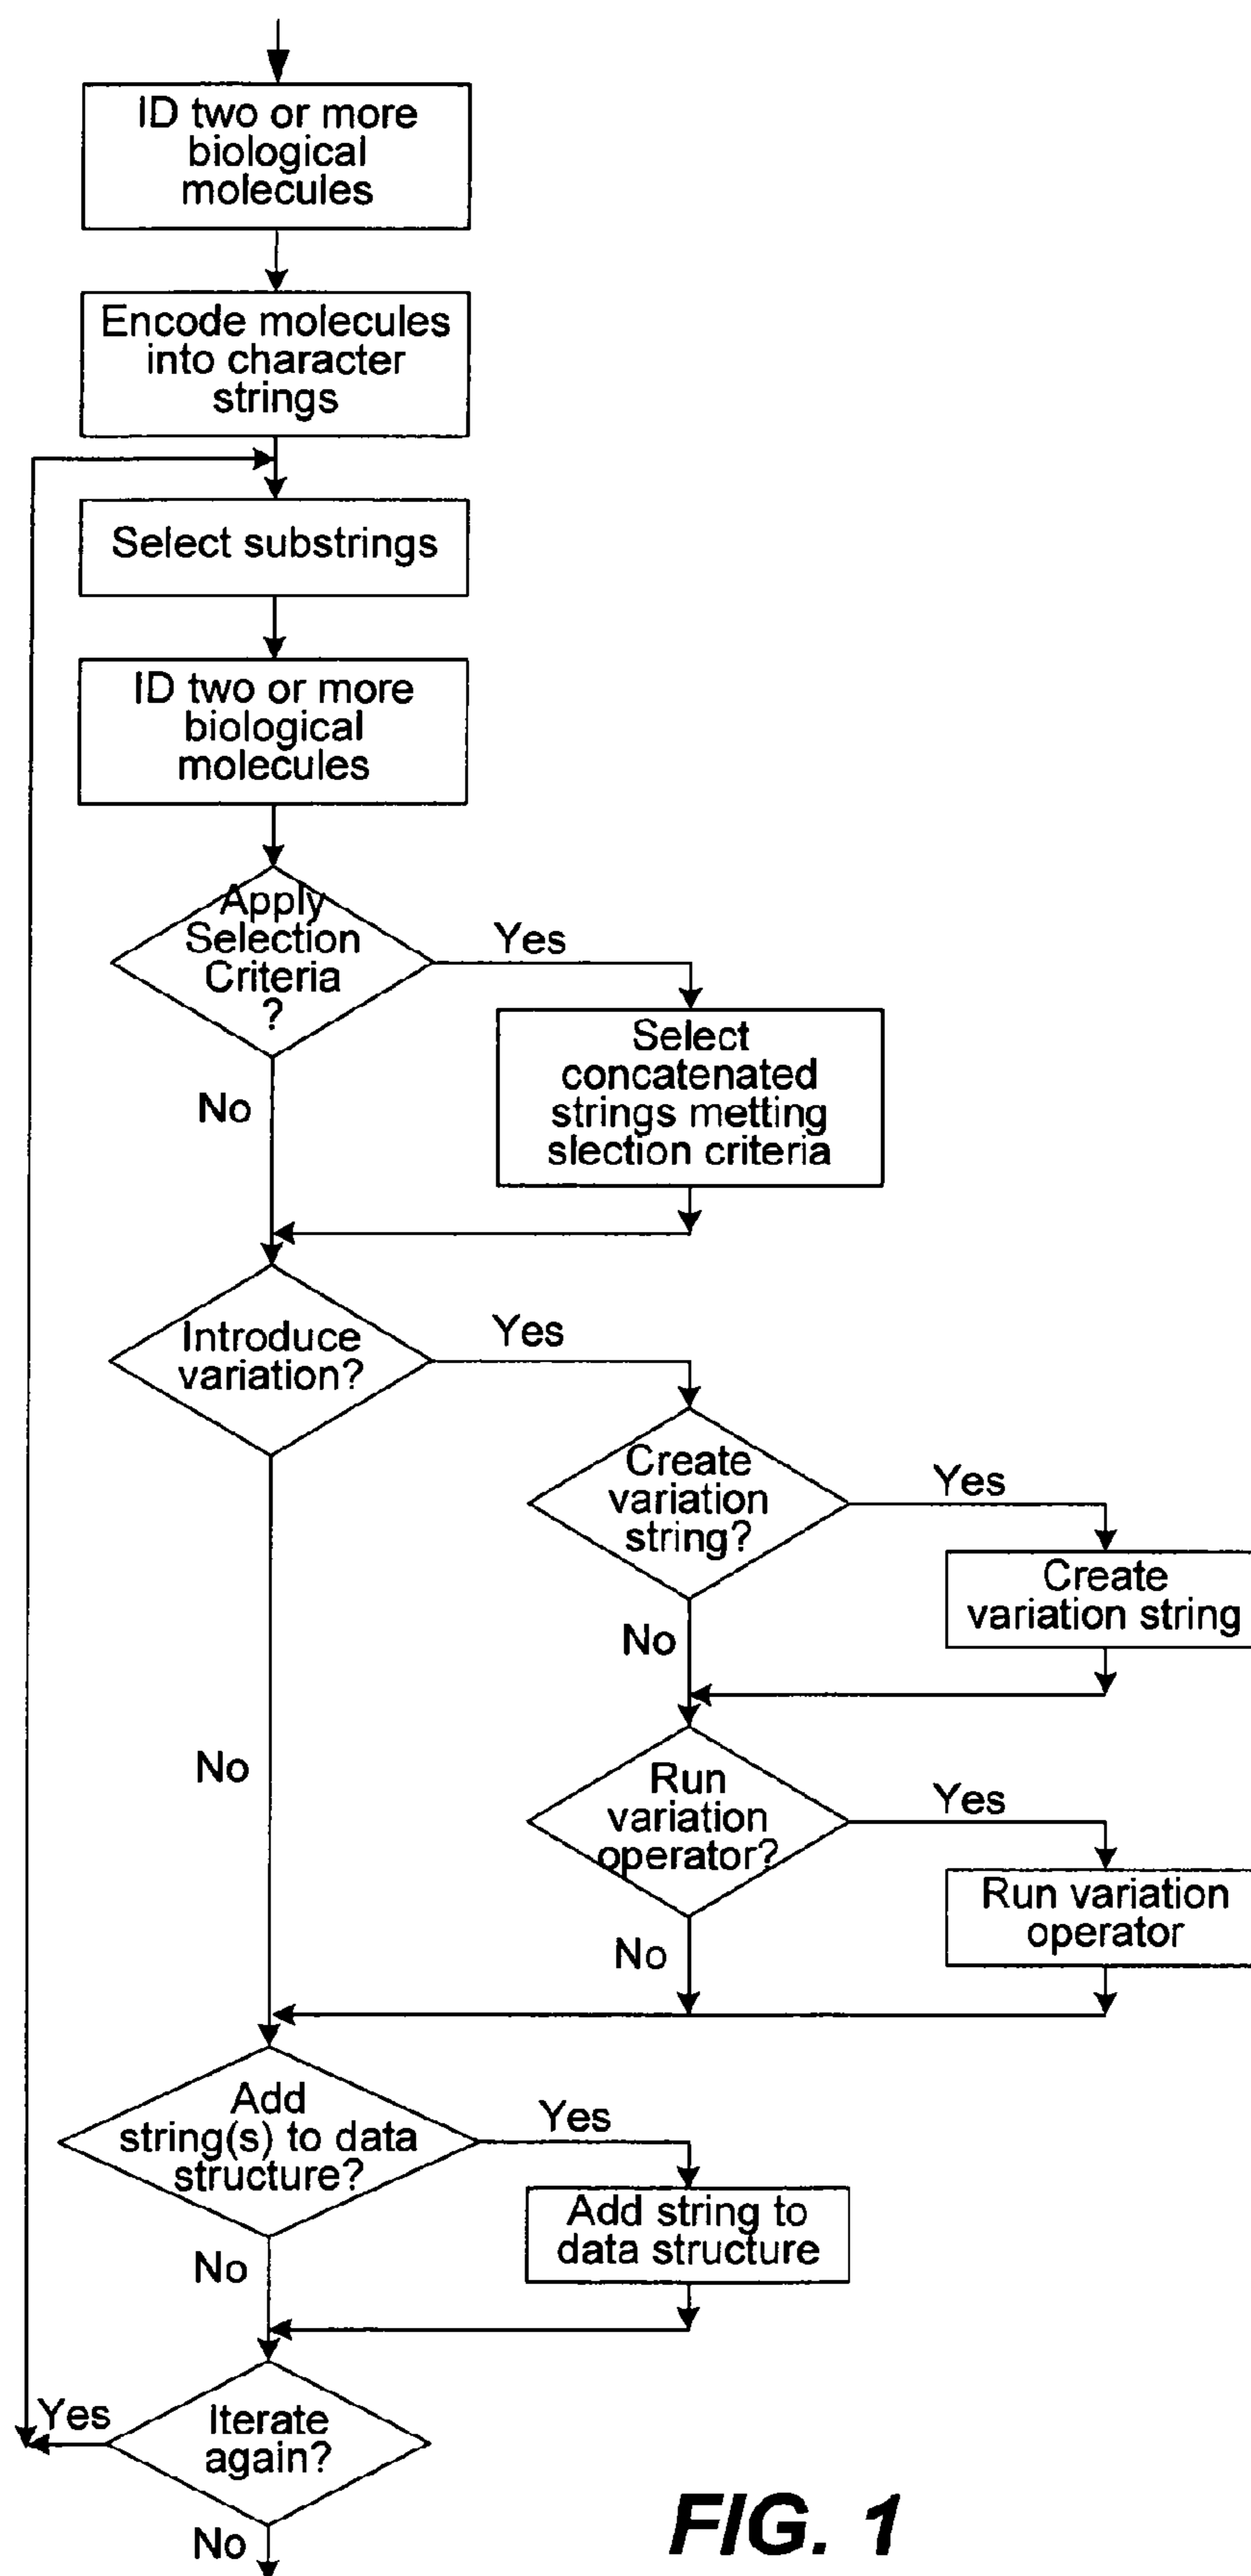 ID two or more
biological
molecules
Encode molecules
into character
strings
Select substrings
ID two or more
biological
molecules
Apply
Selection
Criteria
?
Yes
Select
concatenated
strings metting
slection criteria
No
Introduce
variation?
Yes
Create
variation
string?
Yes
Create
variation string
No
Run
variation
operator?
Yes
Run variation
operator
No
No
Add
string(s) to data
structure?
Yes
Add string to
data structure
No
Iterate
again?
Yes
No
FIG. 1